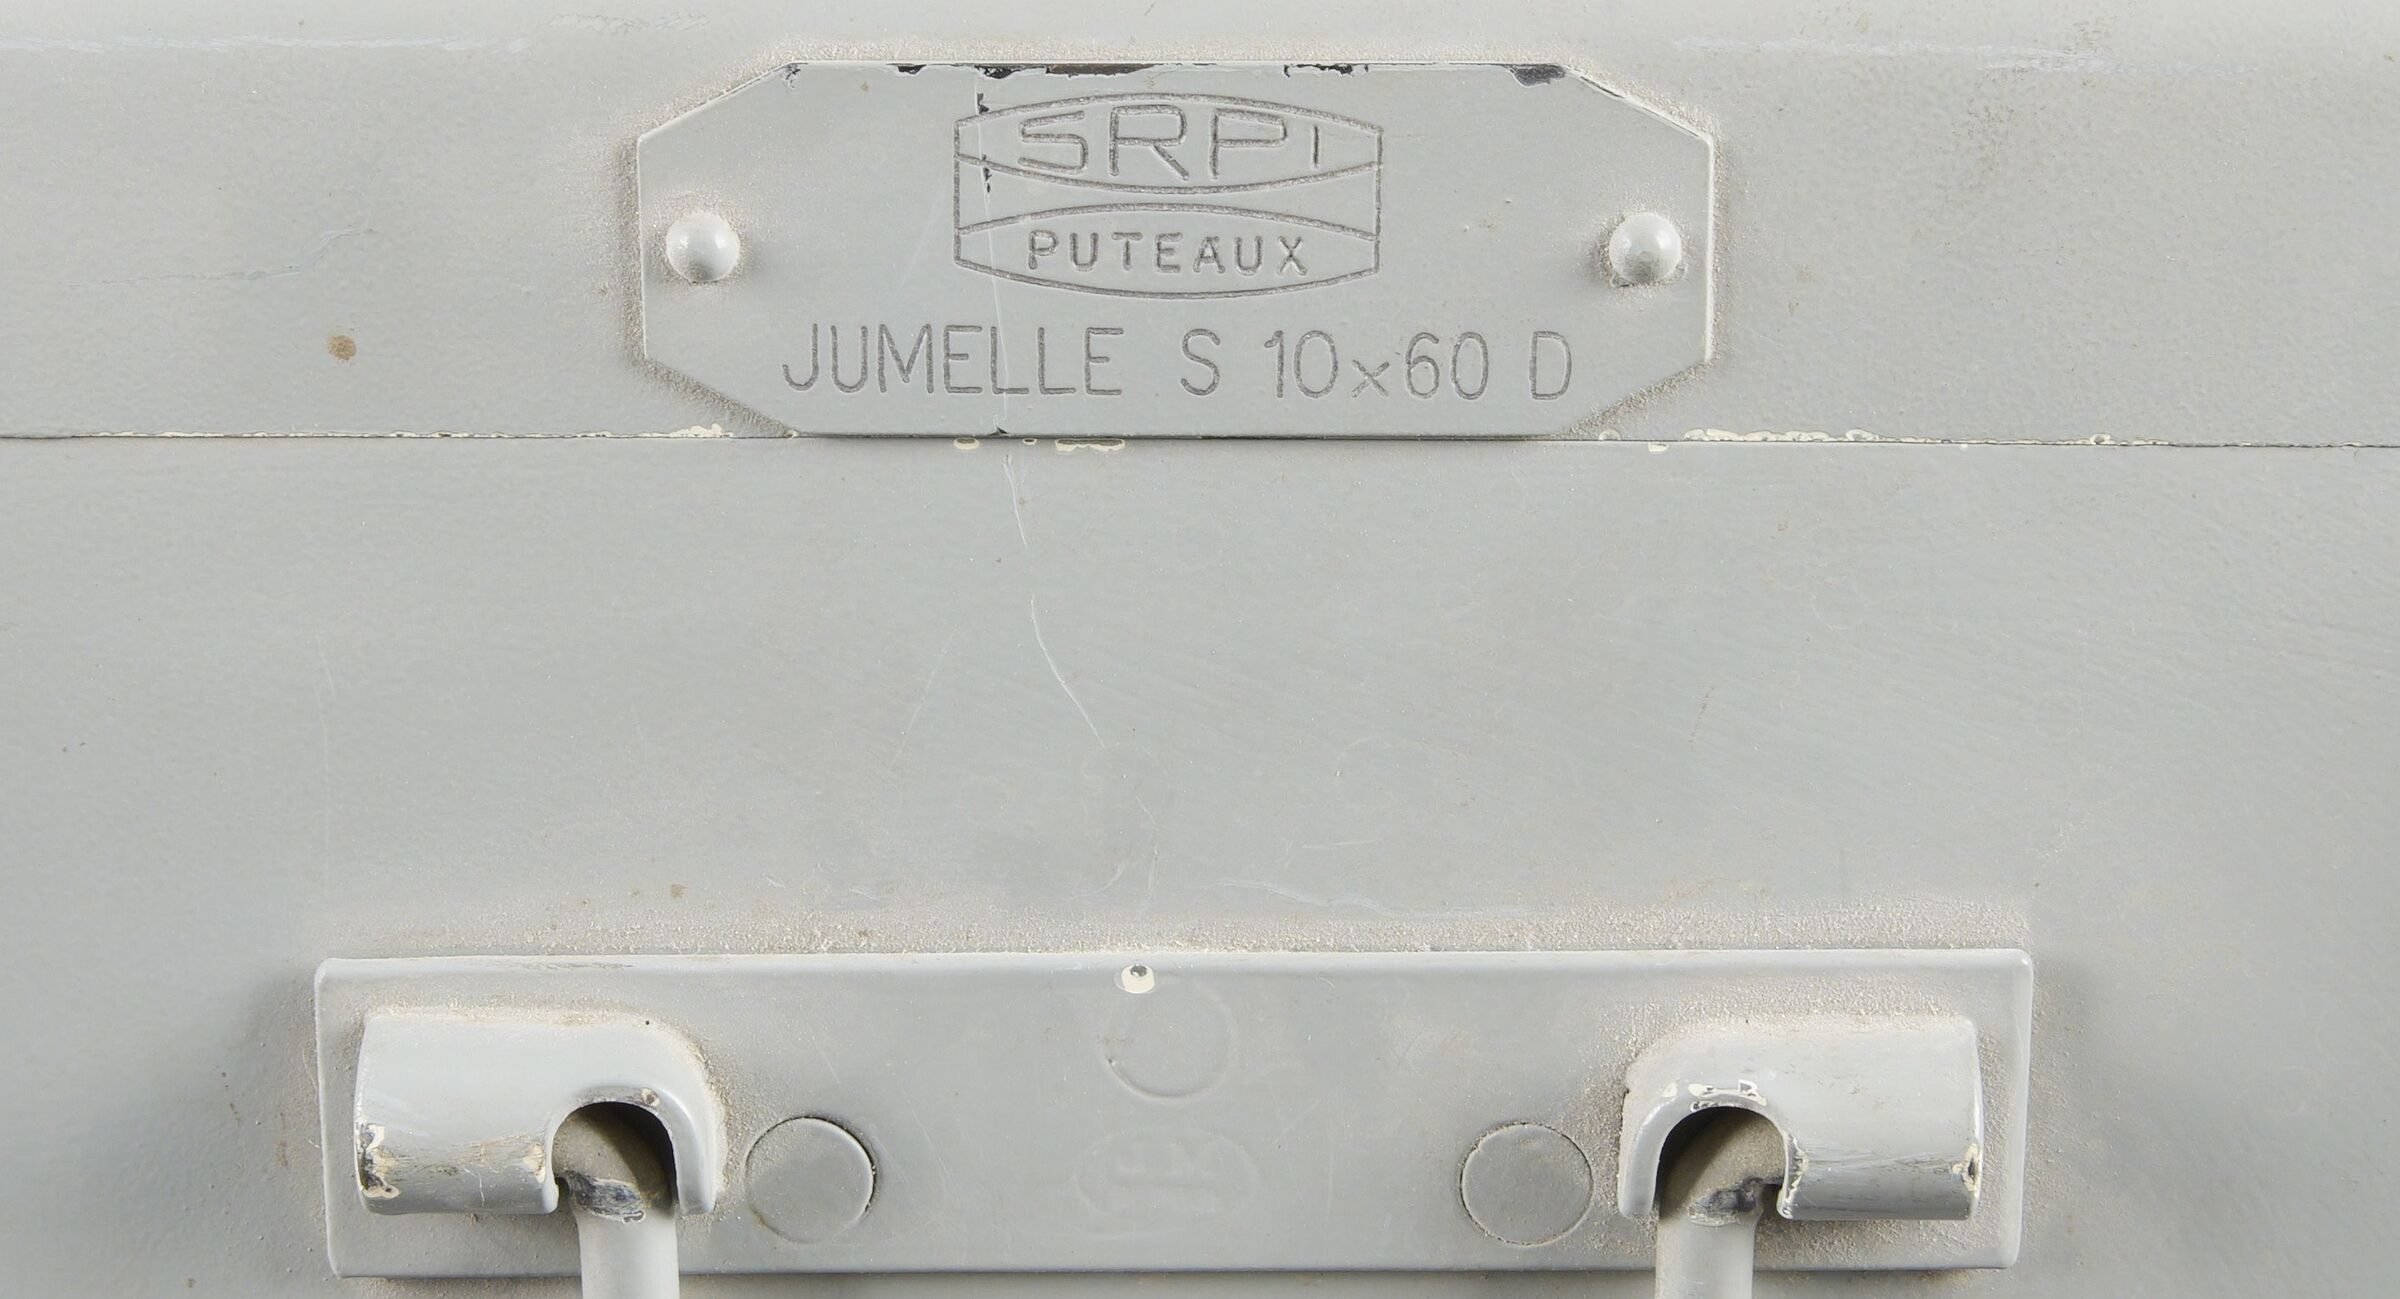 SRPI
PUTEAUX
JUMELLE S 10×60 D